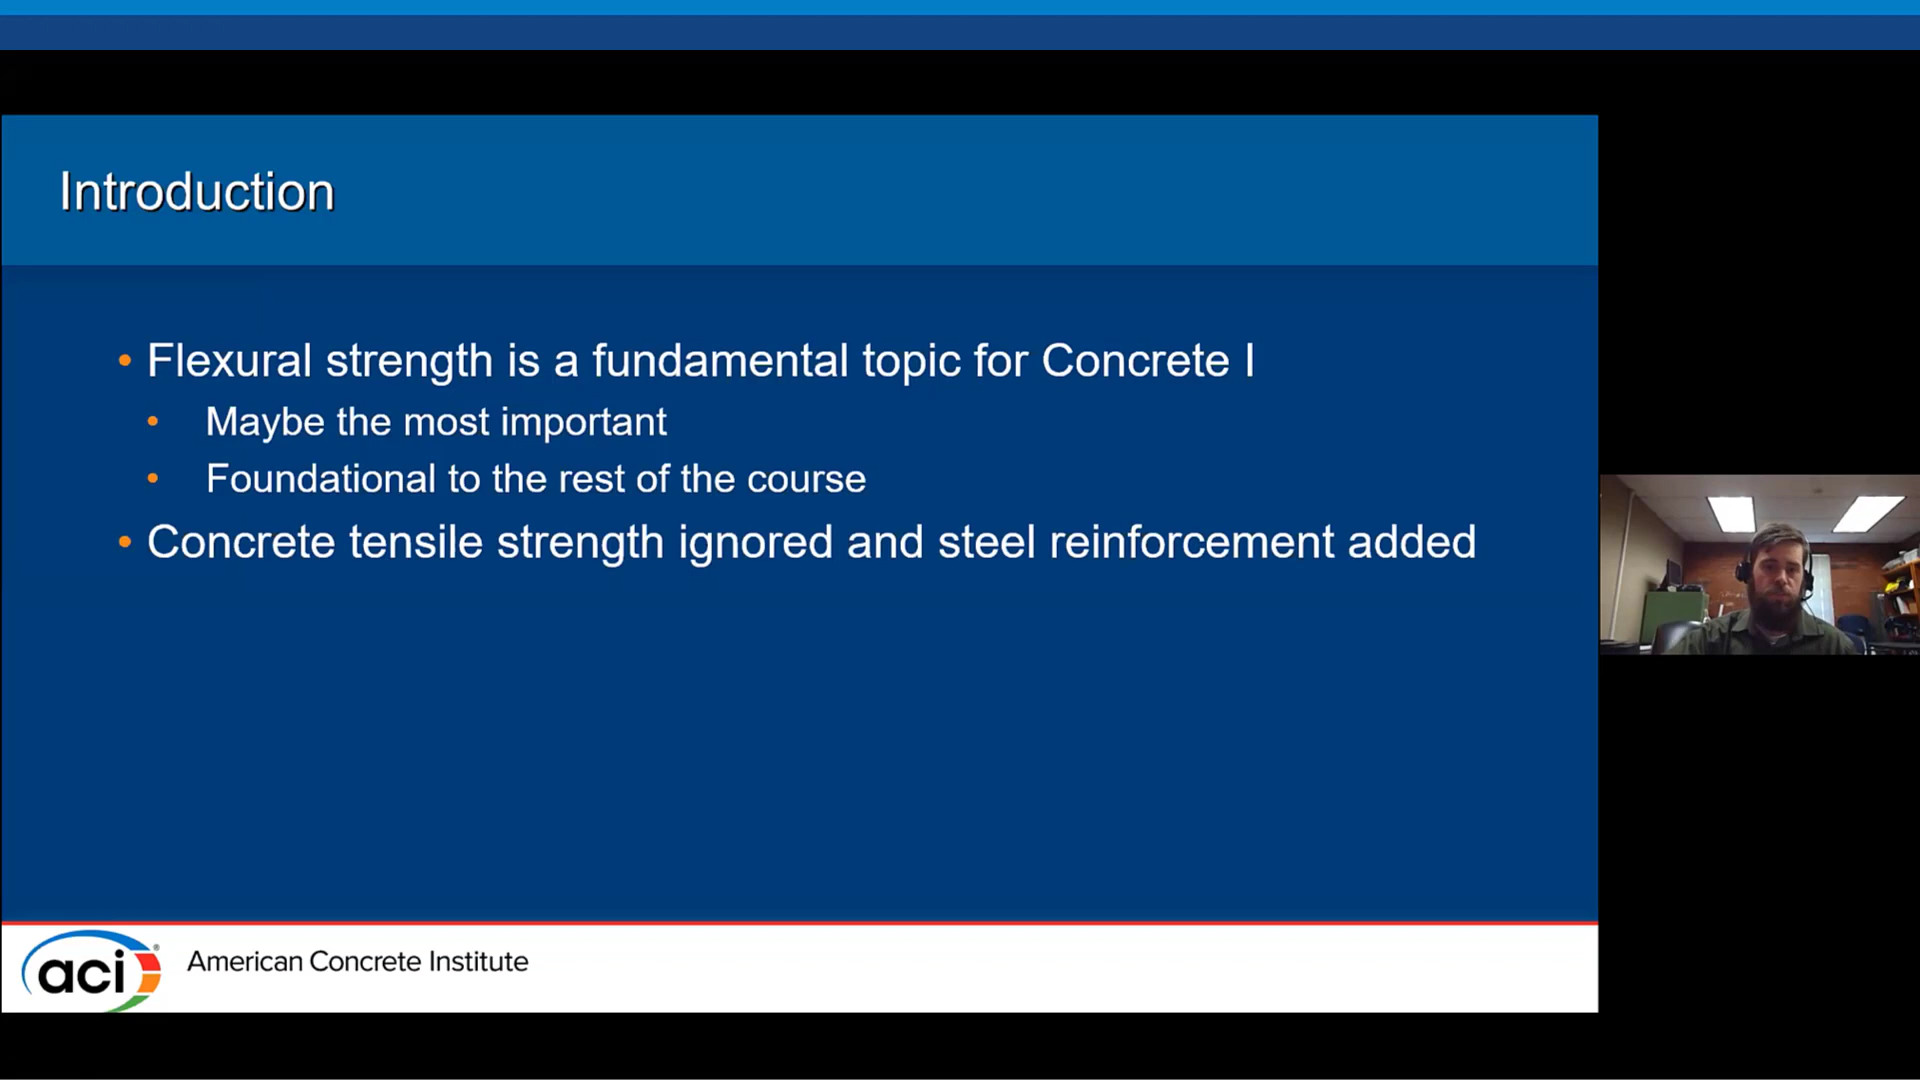 Introduction
• Flexural strength is a fundamental topic for Concrete I
• Maybe the most important
• Foundational to the rest of the course
• Concrete tensile strength ignored and steel reinforcement added
aci®
American Concrete Institute